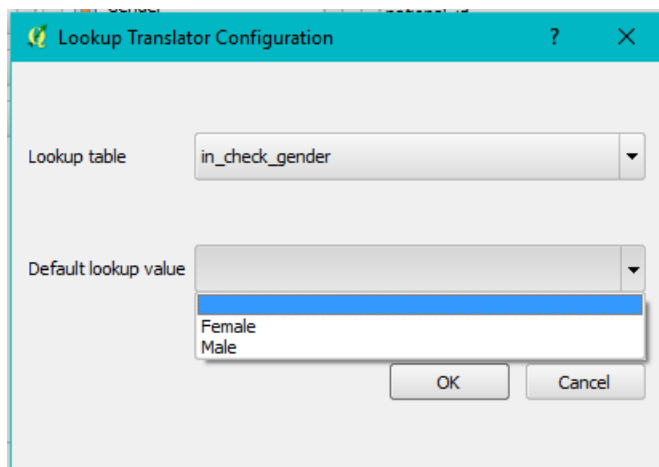 Lookup Translator Configuration ?
Lookup table in_check_gender
Default lookup value
Female
Male
OK Cancel